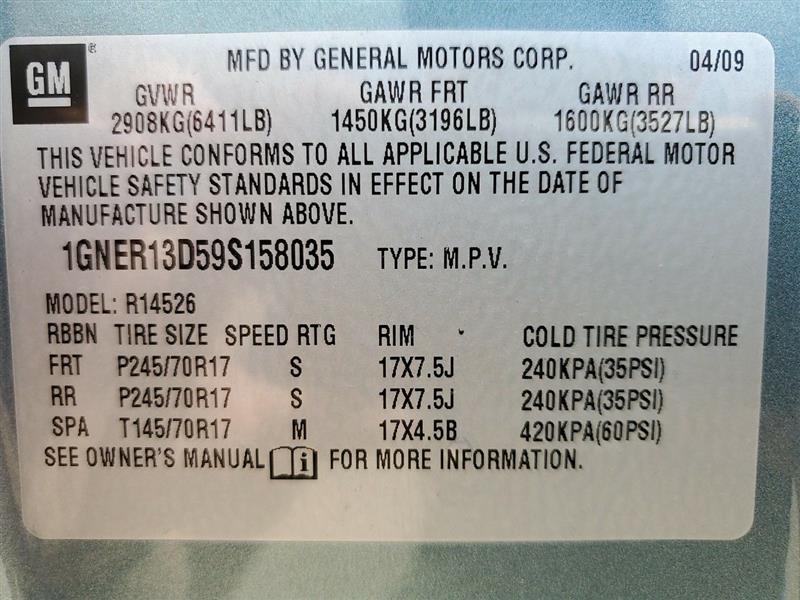 GM ® MFD BY GENERAL MOTORS CORP. 04/09
GVWR GAWR FRT GAWR RR
2908KG(6411LB) 1450KG(3196LB) 1600KG(3527LB)
THIS VEHICLE CONFORMS TO ALL APPLICABLE U.S. FEDERAL MOTOR
VEHICLE SAFETY STANDARDS IN EFFECT ON THE DATE OF
MANUFACTURE SHOWN ABOVE.
1GNER13D59S158035 TYPE: M.P.V.
MODEL: R14526
RBBN TIRE SIZE SPEED RTG RIM COLD TIRE PRESSURE
FRT P245/70R17 S 17X7.5J 240KPA(35PSI)
RR P245/70R17 S 17X7.5J 240KPA(35PSI)
SPA T145/70R17 M 17X4.5B 420KPA(60PSI)
SEE OWNER'S MANUAL i FOR MORE INFORMATION.